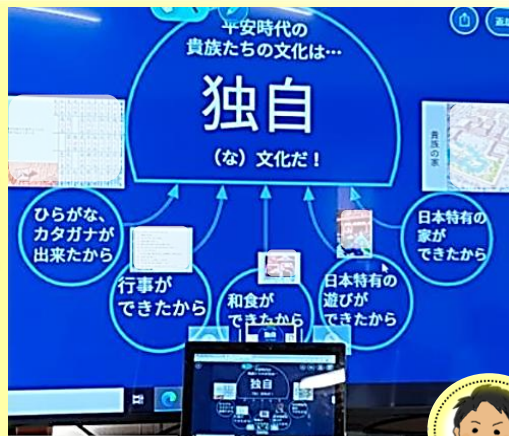 平安時代の
貴族たちの文化は…
独自
(な) 文化だ！
貴族の家
ひらがな、
カタカナが
出来たから
行事が
できたから
和食が
できたから
日本特有の
遊びが
できたから
日本特有の
家が
できたから
独自